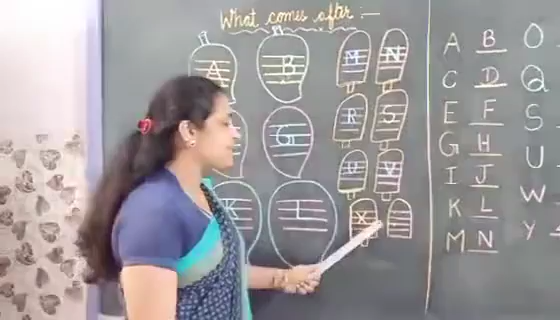 What comes after :—
A B M N
G R S
U V
K L X
A B O
C D Q
E F S
G H U
I J W
K L Y
M N